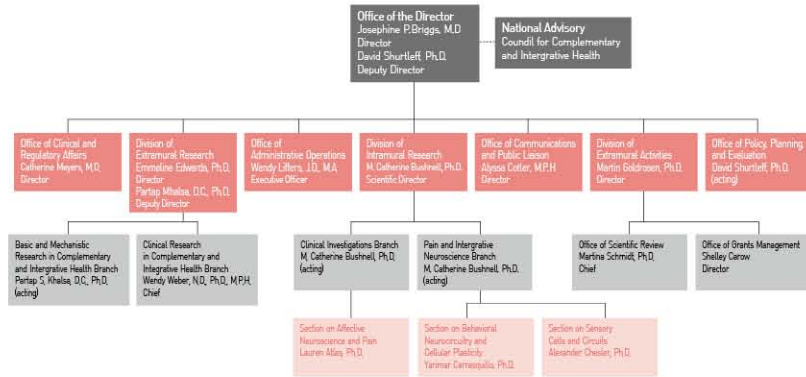 Office of the Director
Josephine P.Briggs, M.D
Director
David Shurtleff, Ph.D.
Deputy Director
National Advisory
Coundil for Complementary
and Intergrative Health
Office of Clinical and
Regulatory Affairs
Catherine Meyers, M.D,
Director
Division of
Extramural Research
Emmeline Edwards, Ph.D,
Director
Partap Mhalsa, D.C., Ph.D,
Deputy Director
Office of
Administrative Operations
Wendy Liffers, J.D., M.A
Executive Officer
Division of
Intramural Research
M. Catherine Bushnell, Ph.D,
Scientific Director
Office of Communications
and Public Liaison
Alyssa Cotler, M.P.H
Director
Division of
Extramural Activities
Martin Goldrosen, Ph.D,
Director
Office of Policy, Planning,
and Evaluation
David Shurtleff, Ph.D,
(acting)
Basic and Mechanistic
Research in Complementary
and Intergrative Health Branch
Partap S, Khalsa, D.C., Ph.D,
(acting)
Clinical Research
in Complementary and
Integrative Health Branch
Wendy Weber, N.D., Ph.D., M.P.H,
Chief
Clinical Investigations Branch
M, Catherine Bushnell, Ph,D,
(acting)
Pain and Intergrative
Neuroscience Branch
M. Catherine Bushnell, Ph.D.
(acting)
Office of Scientific Review
Martina Schmidt, Ph,D,
Chief
Office of Grants Management
Shelley Carow
Director
Section on Affective
Neuroscience and Pain
Lauren Atlas, Ph,D,
Section on Behavioral
Neurocircuitry and
Cellular Plasticity
Yarimar Carrasquillo, Ph.D.
Section on Sensory
Cells and Circuits
Alexander Chesler, Ph,D,